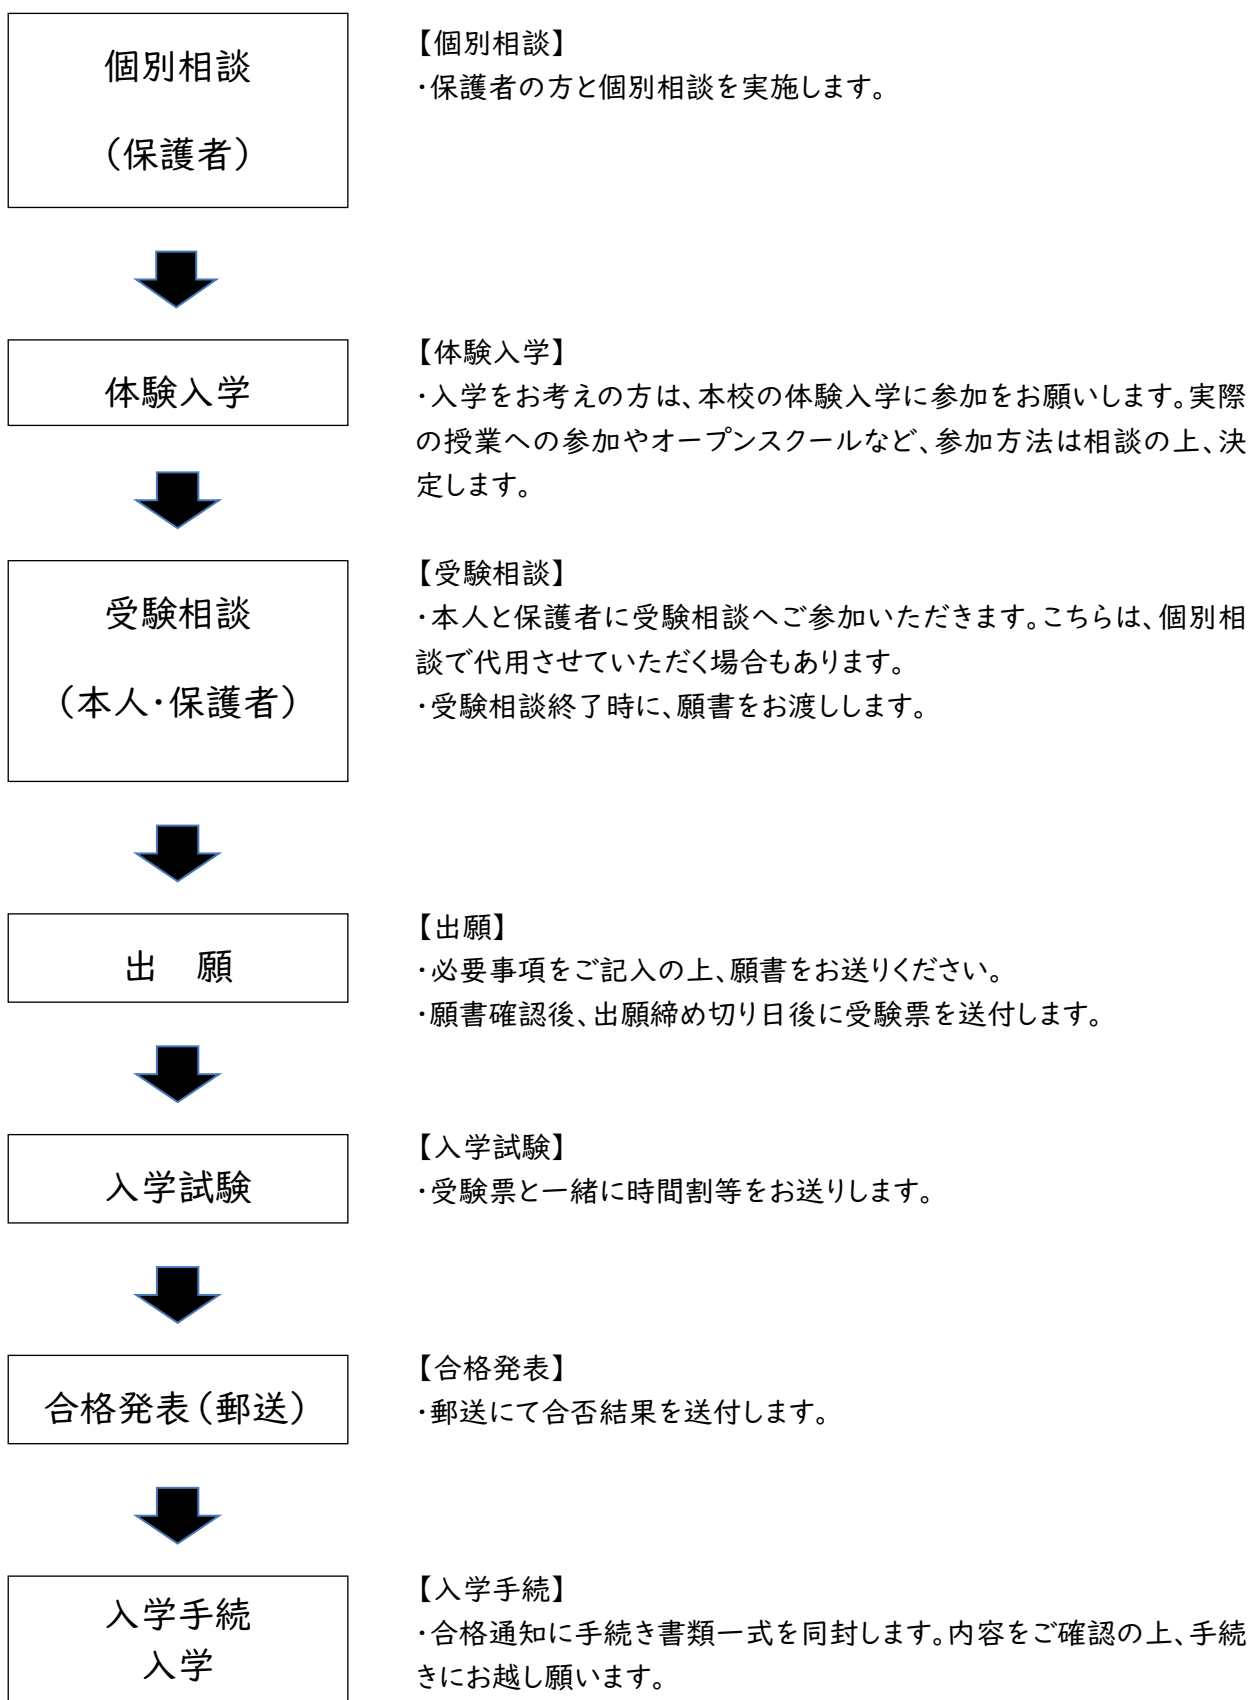 個別相談
（保護者）
【個別相談】
・保護者の方と個別相談を実施します。
体験入学
【体験入学】
・入学をお考えの方は、本校の体験入学に参加をお願いします。実際
の授業への参加やオープンスクールなど、参加方法は相談の上、決
定します。
受験相談
（本人・保護者）
【受験相談】
・本人と保護者に受験相談へご参加いただきます。こちらは、個別相
談で代用させていただく場合もあります。
・受験相談終了時に、願書をお渡しします。
出　願
【出願】
・必要事項をご記入の上、願書をお送りください。
・願書確認後、出願締め切り日後に受験票を送付します。
入学試験
【入学試験】
・受験票と一緒に時間割等をお送りします。
合格発表（郵送）
【合格発表】
・郵送にて合否結果を送付します。
入学手続
入学
【入学手続】
・合格通知に手続き書類一式を同封します。内容をご確認の上、手続
きにお越し願います。